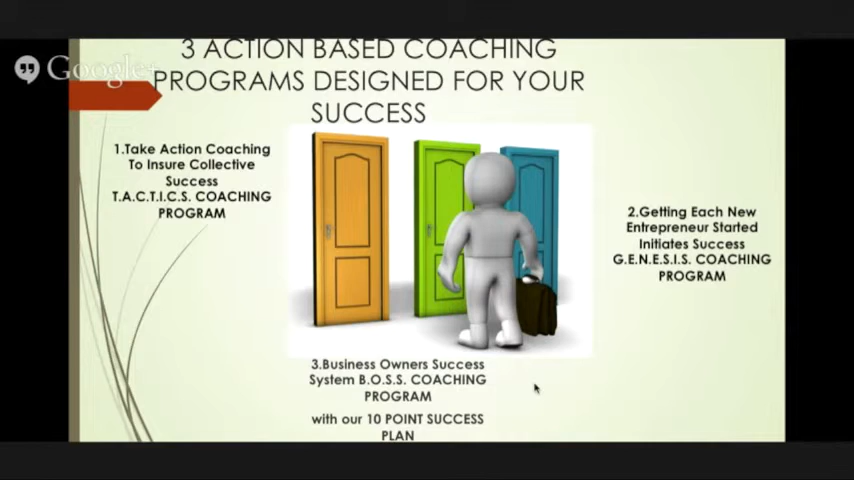 3 ACTION BASED COACHING
PROGRAMS DESIGNED FOR YOUR
SUCCESS
Google+
1.Take Action Coaching
To Insure Collective
Success
T.A.C.T.I.C.S. COACHING
PROGRAM
2.Getting Each New
Entrepreneur Started
Initiates Success
G.E.N.E.S.I.S. COACHING
PROGRAM
3.Business Owners Success
System B.O.S.S. COACHING
PROGRAM
with our 10 POINT SUCCESS
PLAN